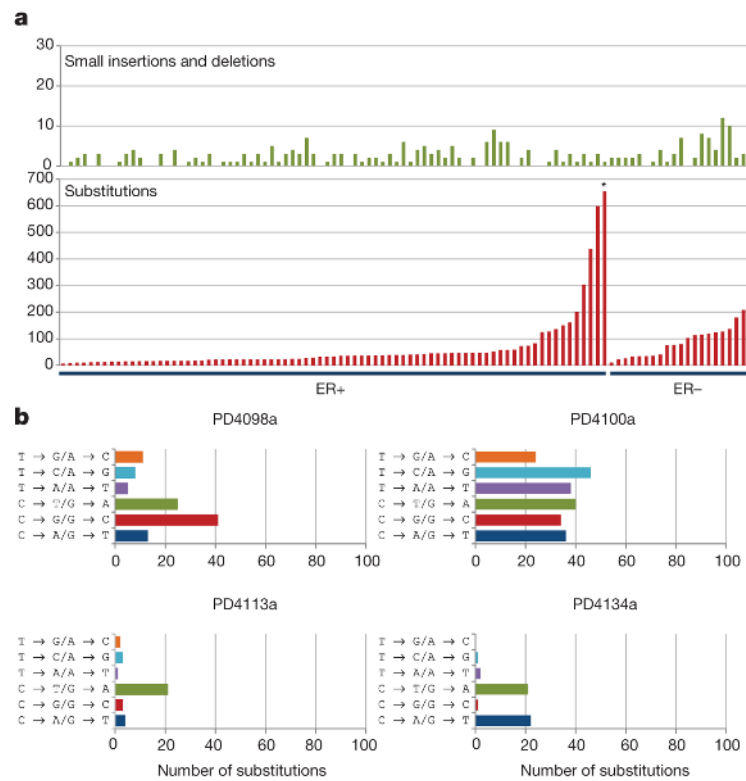 a
30
Small insertions and deletions
20
10
0
700
Substitutions
600
*
500
400
300
200
100
0
ER+ ER–
b
PD4098a PD4100a
T → G/A → C T → G/A → C
T → C/A → G T → C/A → G
T → A/A → T T → A/A → T
C → T/G → A C → T/G → A
C → G/G → C C → G/G → C
C → A/G → T C → A/G → T
0 20 40 60 80 100 0 20 40 60 80 100
PD4113a PD4134a
T → G/A → C T → G/A → C
T → C/A → G T → C/A → G
T → A/A → T T → A/A → T
C → T/G → A C → T/G → A
C → G/G → C C → G/G → C
C → A/G → T C → A/G → T
0 20 40 60 80 100 0 20 40 60 80 100
Number of substitutions Number of substitutions